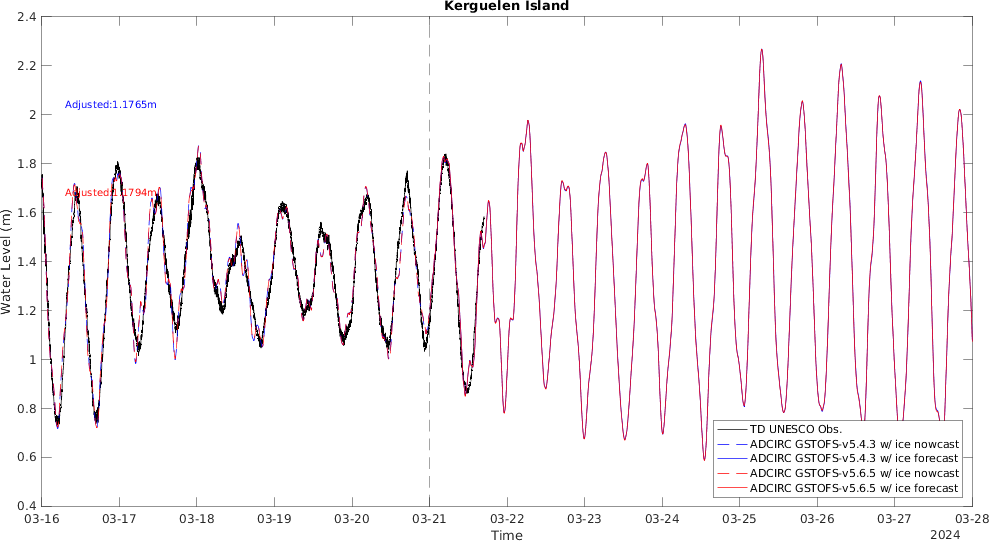 Kerguelen Island
2.4
2.2
2
1.8
1.6
1.4
1.2
1
0.8
0.6
0.4
Water Level (m)
Adjusted:1.1765m
Adjusted:1.1794m
TD UNESCO Obs.
ADCIRC GSTOFS-v5.4.3 w/ ice nowcast
ADCIRC GSTOFS-v5.4.3 w/ ice forecast
ADCIRC GSTOFS-v5.6.5 w/ ice nowcast
ADCIRC GSTOFS-v5.6.5 w/ ice forecast
03-16 03-17 03-18 03-19 03-20 03-21 03-22 03-23 03-24 03-25 03-26 03-27 03-28
Time
2024